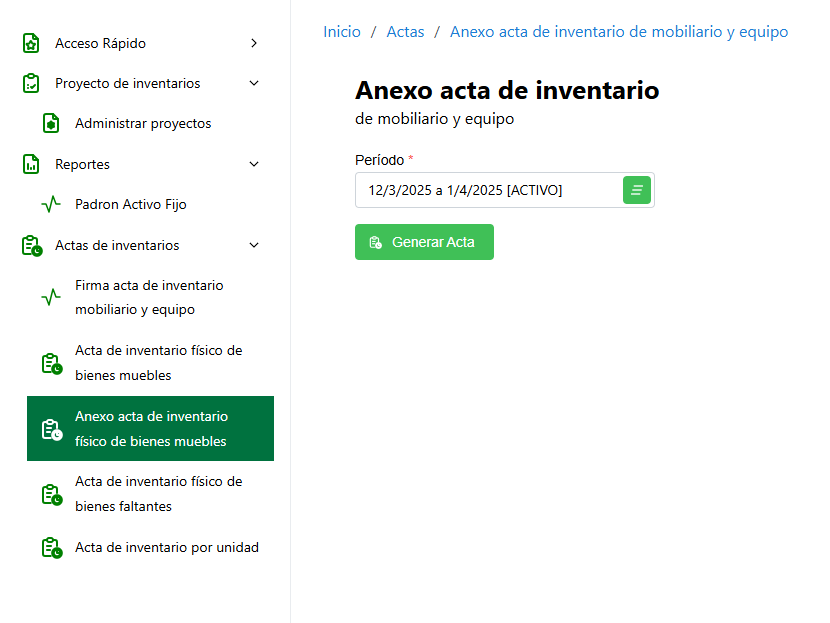 Acceso Rápido
Proyecto de inventarios
Administrar proyectos
Reportes
Padron Activo Fijo
Actas de inventarios
Firma acta de inventario
mobiliario y equipo
Acta de inventario físico de
bienes muebles
Anexo acta de inventario
físico de bienes muebles
Acta de inventario físico de
bienes faltantes
Acta de inventario por unidad
Inicio / Actas / Anexo acta de inventario de mobiliario y equipo
Anexo acta de inventario
de mobiliario y equipo
Período *
12/3/2025 a 1/4/2025 [ACTIVO]
Generar Acta